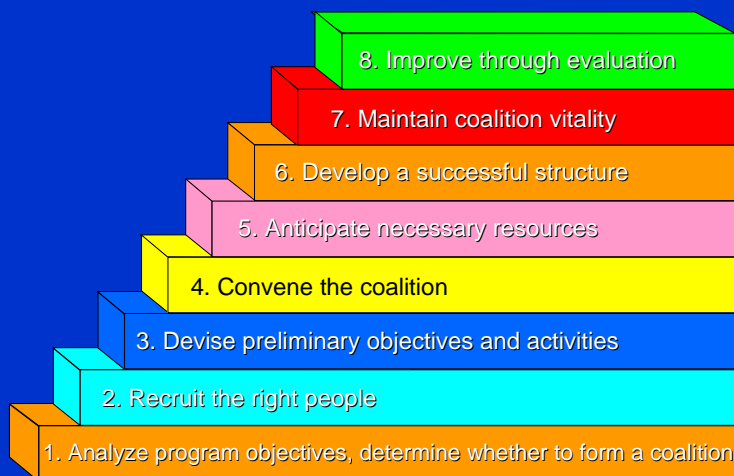 8. Improve through evaluation
7. Maintain coalition vitality
6. Develop a successful structure
5. Anticipate necessary resources
4. Convene the coalition
3. Devise preliminary objectives and activities
2. Recruit the right people
1. Analyze program objectives, determine whether to form a coalition